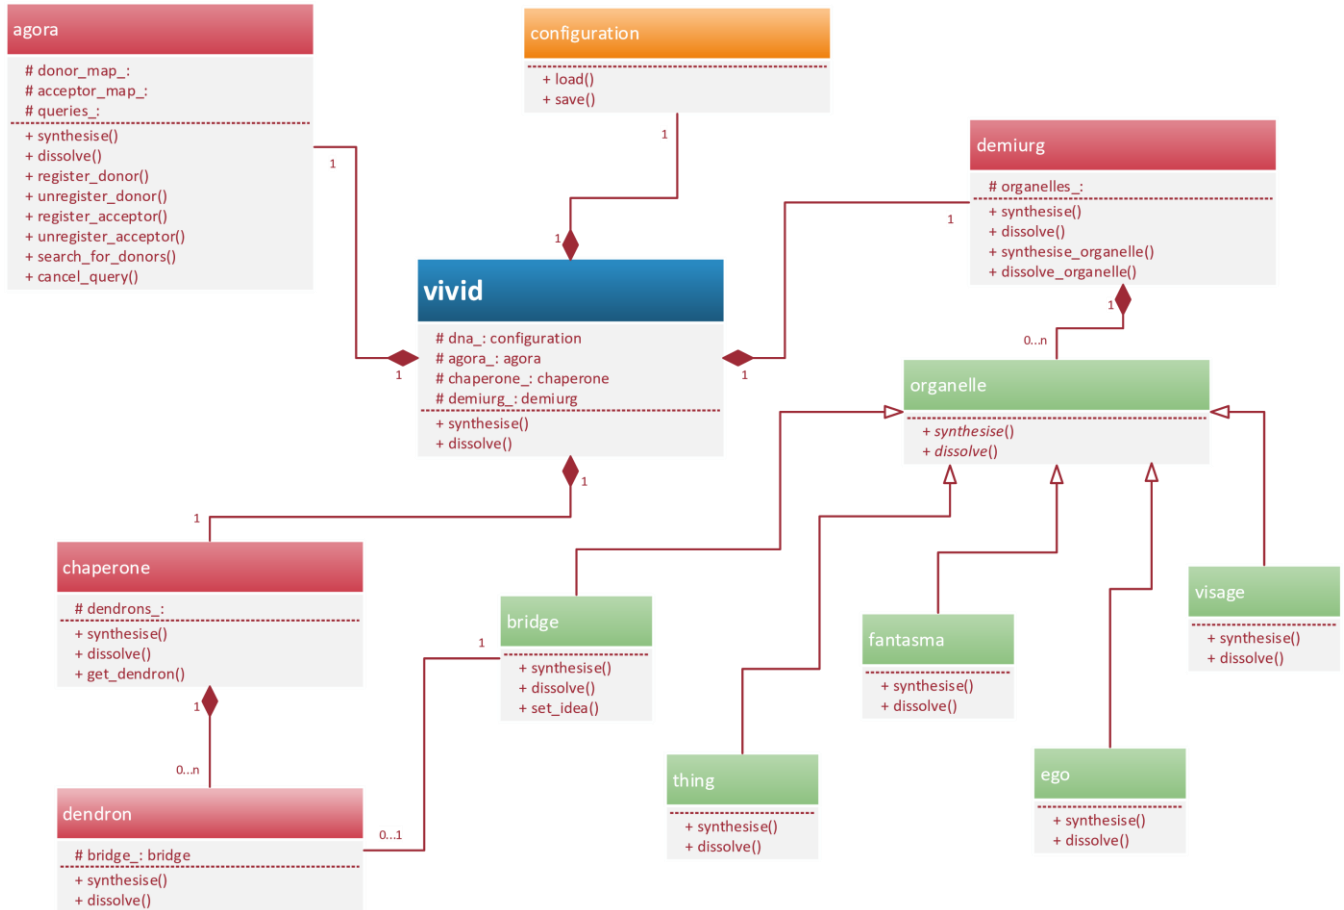 agora
# donor_map_:
# acceptor_map_:
# queries_:
+ synthesise()
+ dissolve()
+ register_donor()
+ unregister_donor()
+ register_acceptor()
+ unregister_acceptor()
+ search_for_donors()
+ cancel_query()
1
configuration
+ load()
+ save()
1
1
demiurg
# organelles_:
+ synthesise()
+ dissolve()
+ synthesise_organelle()
+ dissolve_organelle()
1
1
0...n
vivid
# dna_: configuration
# agora_: agora
# chaperone_: chaperone
# demiurg_: demiurg
+ synthesise()
+ dissolve()
1
1
1
1
organelle
+ synthesise()
+ dissolve()
chaperone
# dendrons_:
+ synthesise()
+ dissolve()
+ get_dendron()
1
0...n
bridge
+ synthesise()
+ dissolve()
+ set_idea()
1
0...1
dendron
# bridge_: bridge
+ synthesise()
+ dissolve()
thing
+ synthesise()
+ dissolve()
fantasma
+ synthesise()
+ dissolve()
ego
+ synthesise()
+ dissolve()
visage
+ synthesise()
+ dissolve()